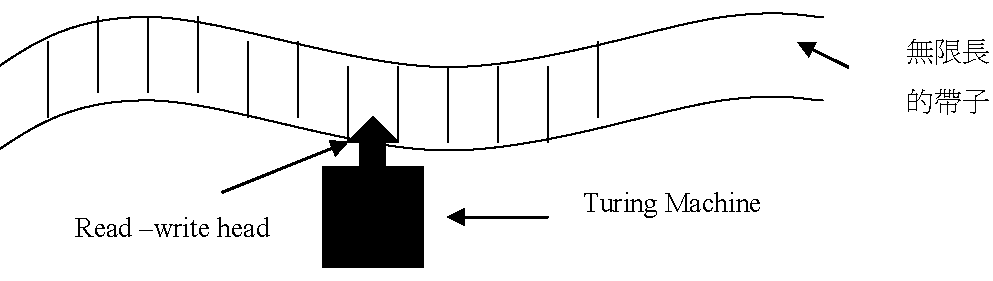 無限長
的帶子
Turing Machine
Read –write head